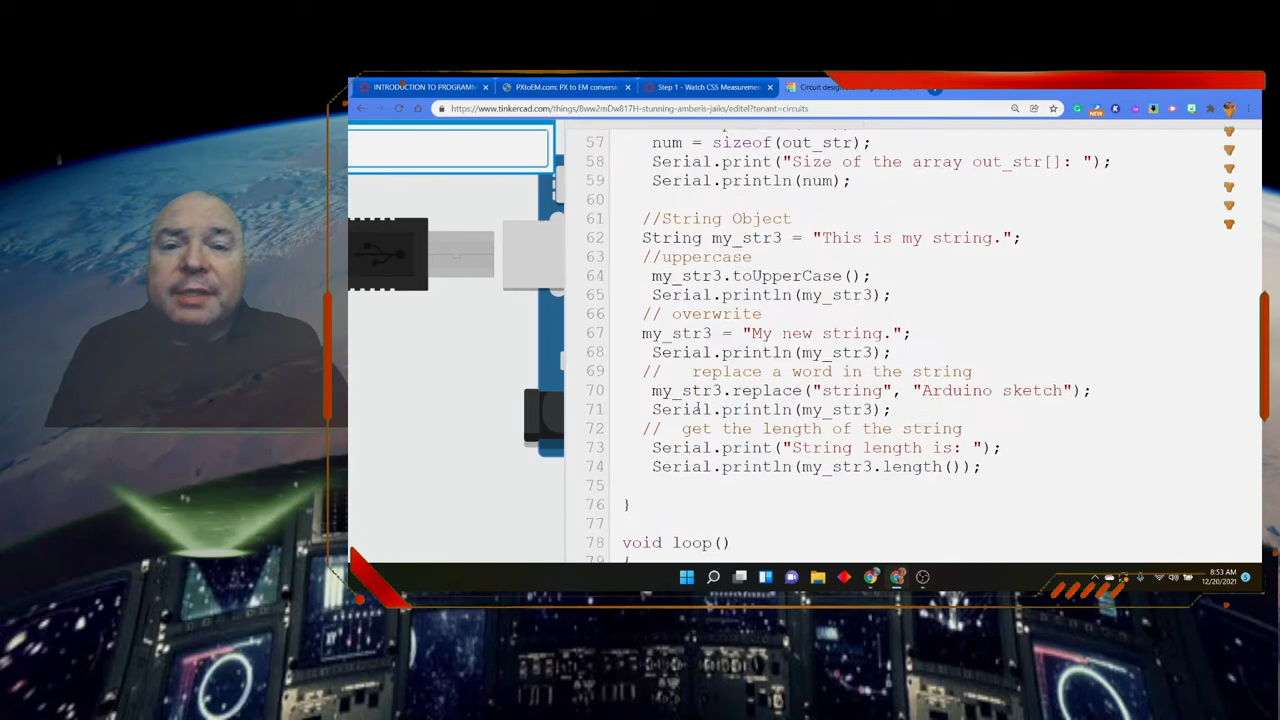 INTRODUCTION TO PROGRAMM
PXtoEM.com: PX to EM conversi
Step 1 - Watch CSS Measuremen
Circuit design
https://www.tinkercad.com/things/8ww2mDw817H-stunning-amberis-jaiks/editel?tenant=circuits
NEW
57 num = sizeof(out_str);
58 Serial.print("Size of the array out_str[]: ");
59 Serial.println(num);
60
61 //String Object
62 String my_str3 = "This is my string.";
63 //uppercase
64 my_str3.toUpperCase();
65 Serial.println(my_str3);
66 // overwrite
67 my_str3 = "My new string.";
68 Serial.println(my_str3);
69 // replace a word in the string
70 my_str3.replace("string", "Arduino sketch");
71 Serial.println(my_str3);
72 // get the length of the string
73 Serial.print("String length is: ");
74 Serial.println(my_str3.length());
75
76 }
77
78 void loop()
8:53 AM
12/20/2021